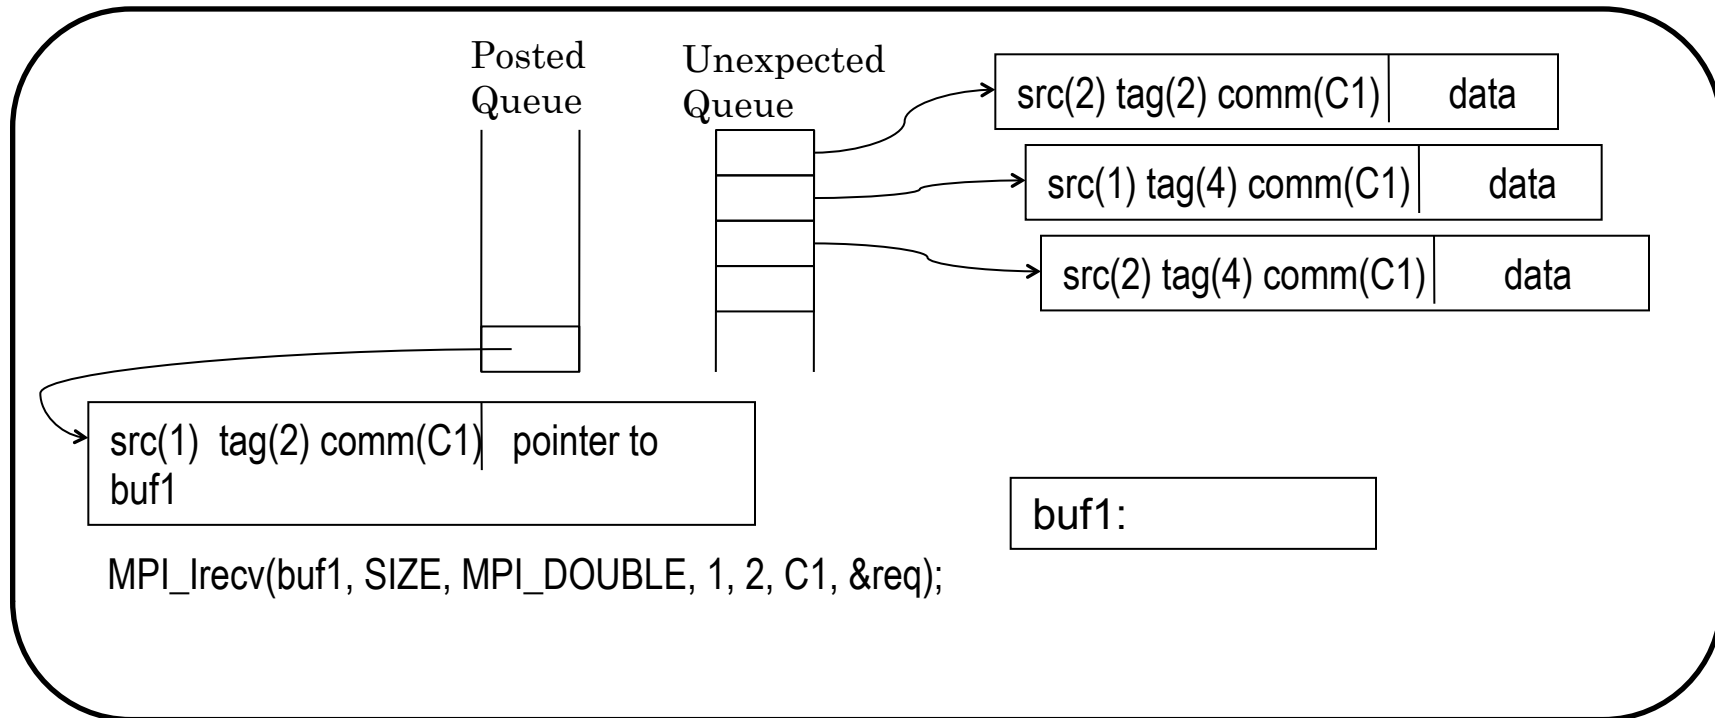 Posted
Queue
Unexpected
Queue
src(2) tag(2) comm(C1) data
src(1) tag(4) comm(C1) data
src(2) tag(4) comm(C1) data
src(1) tag(2) comm(C1) pointer to
buf1
buf1:
MPI_Irecv(buf1, SIZE, MPI_DOUBLE, 1, 2, C1, &req);